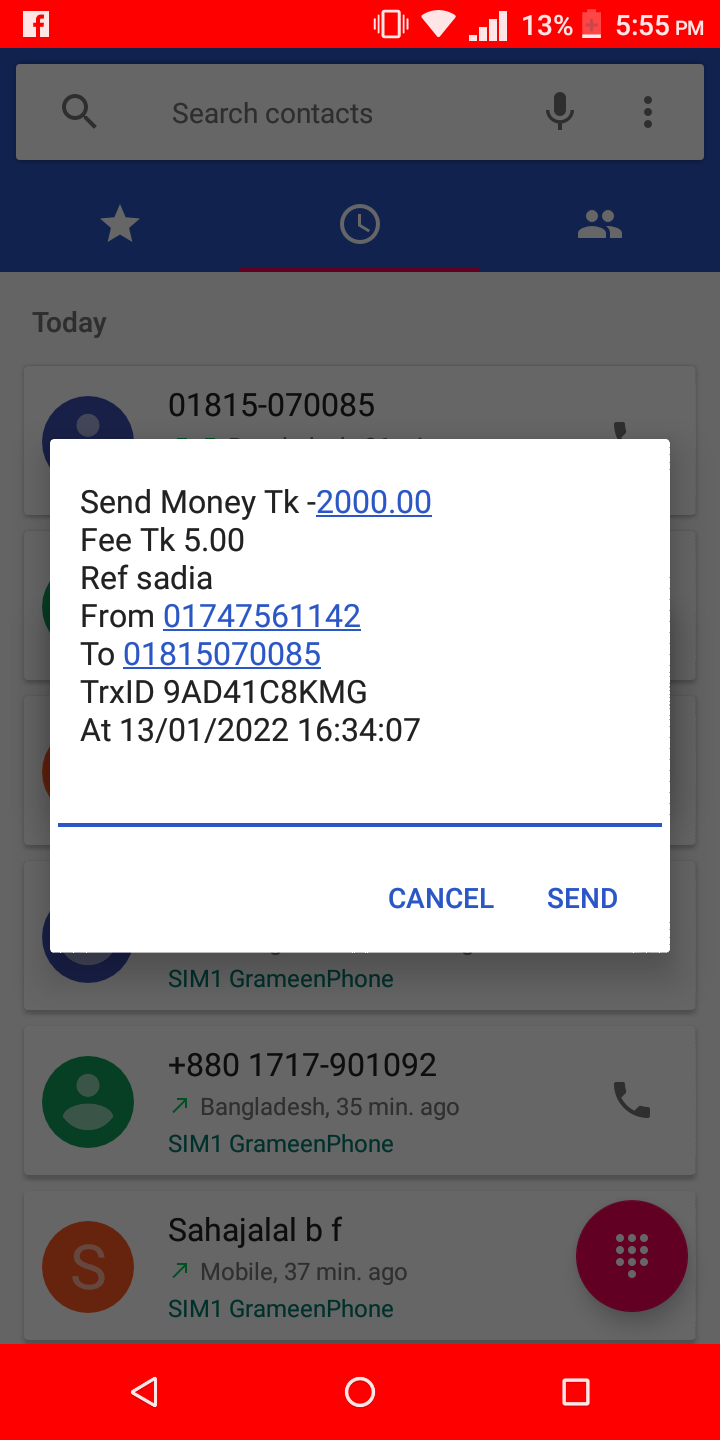 13% 5:55 PM
Search contacts
Today
01815-070085
Send Money Tk -2000.00
Fee Tk 5.00
Ref sadia
From 01747561142
To 01815070085
TrxID 9AD41C8KMG
At 13/01/2022 16:34:07
CANCEL SEND
SIM1 GrameenPhone
+880 1717-901092
Bangladesh, 35 min. ago
SIM1 GrameenPhone
S
Sahajalal b f
Mobile, 37 min. ago
SIM1 GrameenPhone